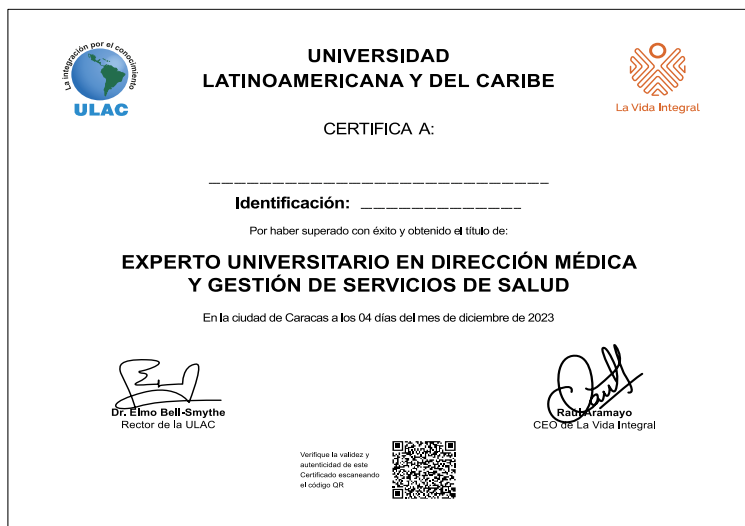 La integración por el conocimiento
ULAC
UNIVERSIDAD
LATINOAMERICANA Y DEL CARIBE
La Vida Integral
CERTIFICA A:
Identificación:
Por haber superado con éxito y obtenido el título de:
EXPERTO UNIVERSITARIO EN DIRECCIÓN MÉDICA
Y GESTIÓN DE SERVICIOS DE SALUD
En la ciudad de Caracas a los 04 días del mes de diciembre de 2023
Dr. Elmo Bell-Smythe
Rector de la ULAC
Raúl Aramayo
CEO de La Vida Integral
Verifique la validez y
autenticidad de este
Certificado escaneando
el código QR